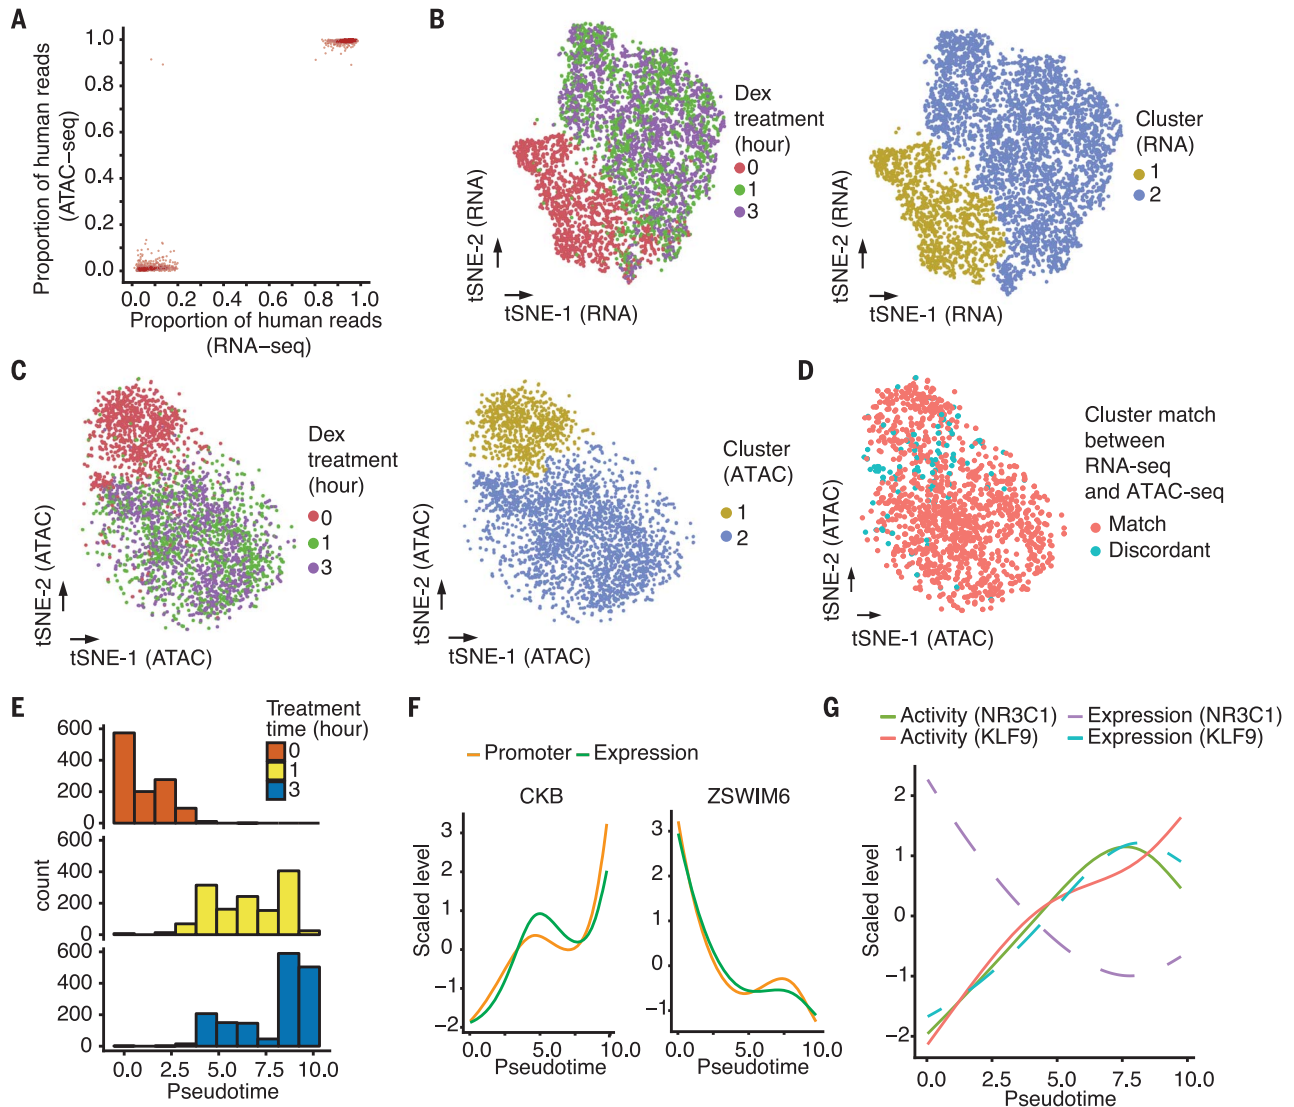 A
Proportion of human reads
(ATAC−seq)
1.0
0.8
0.6
0.4
0.2
0.0
0.0 0.2 0.4 0.6 0.8 1.0
Proportion of human reads
(RNA−seq)
B
tSNE-2 (RNA)
tSNE-1 (RNA)
Dex
treatment
(hour)
0
1
3
tSNE-2 (RNA)
tSNE-1 (RNA)
Cluster
(RNA)
1
2
C
tSNE-2 (ATAC)
tSNE-1 (ATAC)
Dex
treatment
(hour)
0
1
3
tSNE-2 (ATAC)
tSNE-1 (ATAC)
Cluster
(ATAC)
1
2
D
tSNE-2 (ATAC)
tSNE-1 (ATAC)
Cluster match
between
RNA-seq
and ATAC-seq
Match
Discordant
E
Treatment
time (hour)
0
1
3
count
600
400
200
0
600
400
200
0
600
400
200
0
0.0 2.5 5.0 7.5 10.0
Pseudotime
F
Promoter Expression
CKB
Scaled level
3
2
1
0
−1
−2
0.0 5.0 10.0
Pseudotime
ZSWIM6
3
2
1
0
−1
0.0 5.0 10.0
Pseudotime
G
Activity (NR3C1) Expression (NR3C1)
Activity (KLF9) Expression (KLF9)
Scaled level
2
1
0
−1
−2
0.0 2.5 5.0 7.5 10.0
Pseudotime